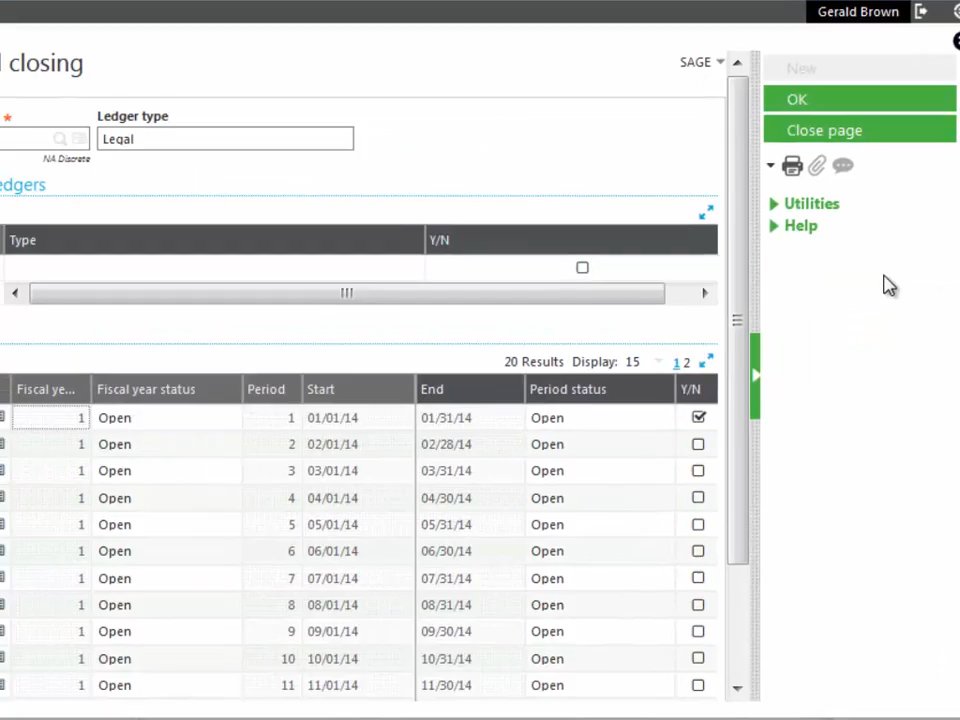 Gerald Brown
l closing
SAGE
New
OK
Close page
Utilities
Help
* Ledger type
Legal
NA Discrete
edgers
Type Y/N
20 Results Display: 15 1 2
Fiscal ye... Fiscal year status Period Start End Period status Y/N
1 Open 1 01/01/14 01/31/14 Open
1 Open 2 02/01/14 02/28/14 Open
1 Open 3 03/01/14 03/31/14 Open
1 Open 4 04/01/14 04/30/14 Open
1 Open 5 05/01/14 05/31/14 Open
1 Open 6 06/01/14 06/30/14 Open
1 Open 7 07/01/14 07/31/14 Open
1 Open 8 08/01/14 08/31/14 Open
1 Open 9 09/01/14 09/30/14 Open
1 Open 10 10/01/14 10/31/14 Open
1 Open 11 11/01/14 11/30/14 Open